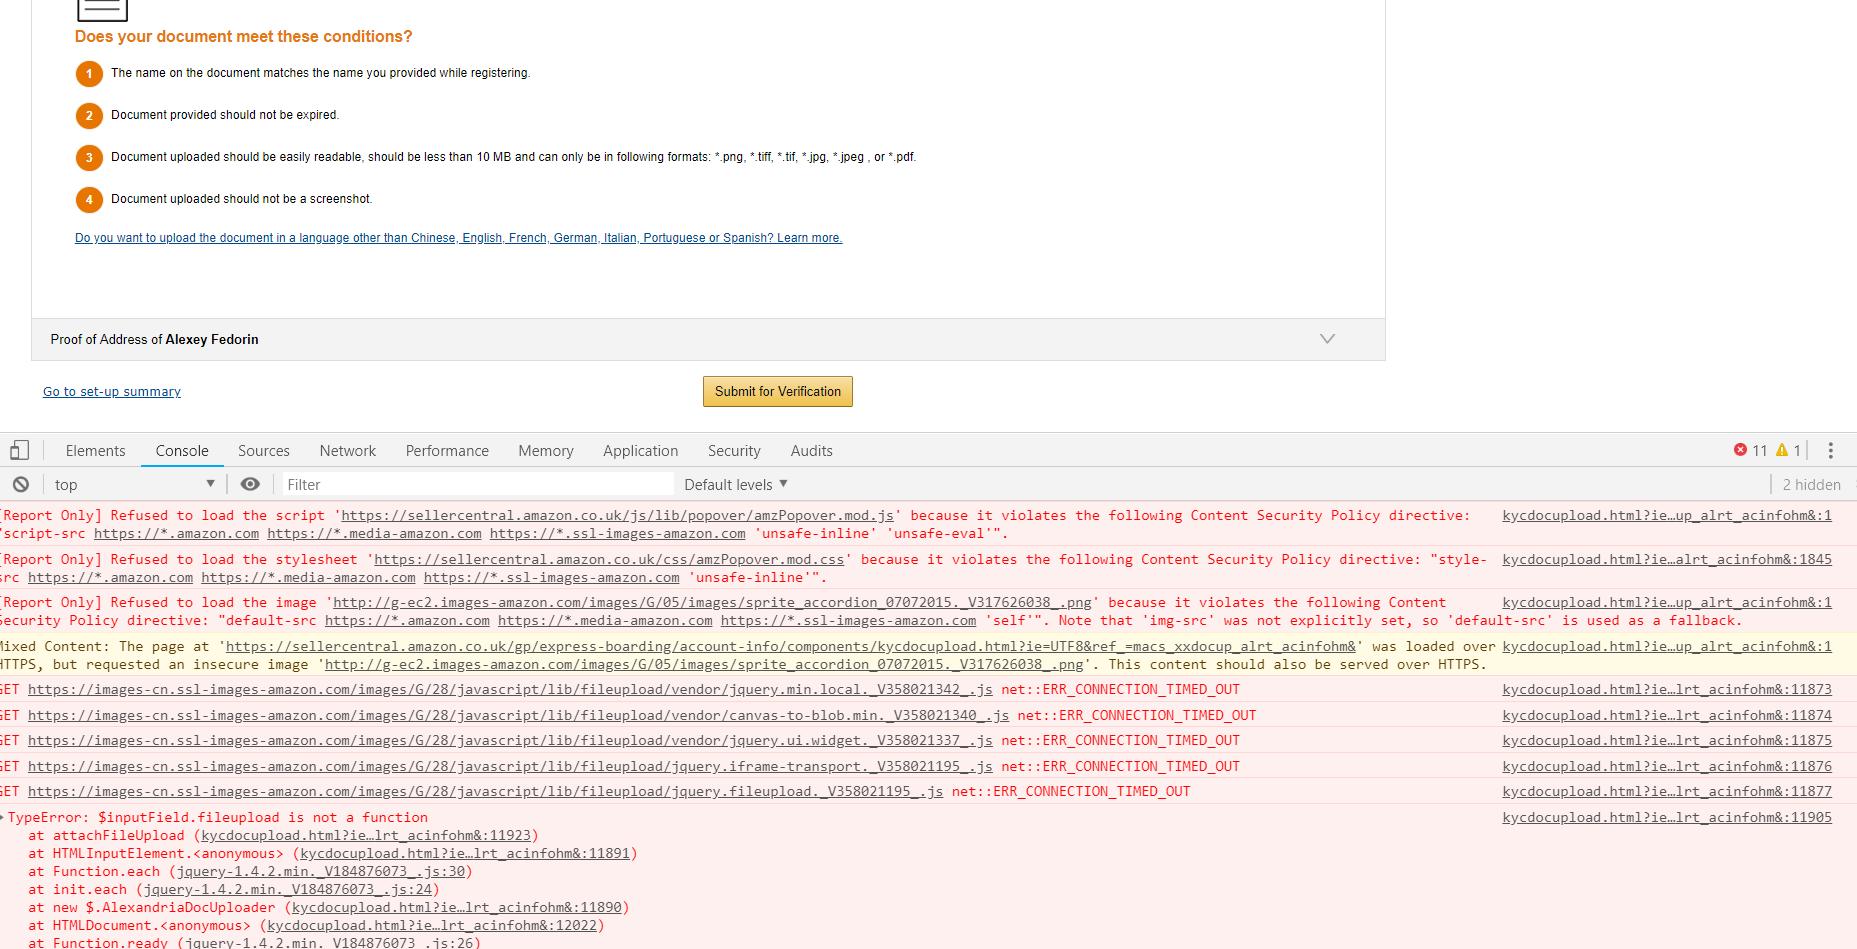 Does your document meet these conditions?
1 The name on the document matches the name you provided while registering.
2 Document provided should not be expired.
3 Document uploaded should be easily readable, should be less than 10 MB and can only be in following formats: *.png, *.tiff, *.tif, *.jpg, *.jpeg , or *.pdf.
4 Document uploaded should not be a screenshot.
Do you want to upload the document in a language other than Chinese, English, French, German, Italian, Portuguese or Spanish? Learn more.
Proof of Address of Alexey Fedorin
Go to set-up summary Submit for Verification
Elements Console Sources Network Performance Memory Application Security Audits 11 1
top Filter Default levels 2 hidden
[Report Only] Refused to load the script 'https://sellercentral.amazon.co.uk/js/lib/popover/amzPopover.mod.js' because it violates the following Content Security Policy directive: kycdocupload.html?ie…up_alrt_acinfohm&:1
"script-src https://*.amazon.com https://*.media-amazon.com https://*.ssl-images-amazon.com 'unsafe-inline' 'unsafe-eval'".
[Report Only] Refused to load the stylesheet 'https://sellercentral.amazon.co.uk/css/amzPopover.mod.css' because it violates the following Content Security Policy directive: "style- kycdocupload.html?ie…alrt_acinfohm&:1845
src https://*.amazon.com https://*.media-amazon.com https://*.ssl-images-amazon.com 'unsafe-inline'".
[Report Only] Refused to load the image 'http://g-ec2.images-amazon.com/images/G/05/images/sprite_accordion_07072015._V317626038_.png' because it violates the following Content kycdocupload.html?ie…up_alrt_acinfohm&:1
Security Policy directive: "default-src https://*.amazon.com https://*.media-amazon.com https://*.ssl-images-amazon.com 'self'". Note that 'img-src' was not explicitly set, so 'default-src' is used as a fallback.
Mixed Content: The page at 'https://sellercentral.amazon.co.uk/gp/express-boarding/account-info/components/kycdocupload.html?ie=UTF8&ref_=macs_xxdocup_alrt_acinfohm&' was loaded over kycdocupload.html?ie…up_alrt_acinfohm&:1
HTTPS, but requested an insecure image 'http://g-ec2.images-amazon.com/images/G/05/images/sprite_accordion_07072015._V317626038_.png'. This content should also be served over HTTPS.
GET https://images-cn.ssl-images-amazon.com/images/G/28/javascript/lib/fileupload/vendor/jquery.min.local._V358021342_.js net::ERR_CONNECTION_TIMED_OUT kycdocupload.html?ie…lrt_acinfohm&:11873
GET https://images-cn.ssl-images-amazon.com/images/G/28/javascript/lib/fileupload/vendor/canvas-to-blob.min._V358021340_.js net::ERR_CONNECTION_TIMED_OUT kycdocupload.html?ie…lrt_acinfohm&:11874
GET https://images-cn.ssl-images-amazon.com/images/G/28/javascript/lib/fileupload/vendor/jquery.ui.widget._V358021337_.js net::ERR_CONNECTION_TIMED_OUT kycdocupload.html?ie…lrt_acinfohm&:11875
GET https://images-cn.ssl-images-amazon.com/images/G/28/javascript/lib/fileupload/jquery.iframe-transport._V358021195_.js net::ERR_CONNECTION_TIMED_OUT kycdocupload.html?ie…lrt_acinfohm&:11876
GET https://images-cn.ssl-images-amazon.com/images/G/28/javascript/lib/fileupload/jquery.fileupload._V358021195_.js net::ERR_CONNECTION_TIMED_OUT kycdocupload.html?ie…lrt_acinfohm&:11877
TypeError: $inputField.fileupload is not a function kycdocupload.html?ie…lrt_acinfohm&:11905
at attachFileUpload (kycdocupload.html?ie…lrt_acinfohm&:11923)
at HTMLInputElement.<anonymous> (kycdocupload.html?ie…lrt_acinfohm&:11891)
at Function.each (jquery-1.4.2.min._V184876073_.js:30)
at init.each (jquery-1.4.2.min._V184876073_.js:24)
at new $.AlexandriaDocUploader (kycdocupload.html?ie…lrt_acinfohm&:11890)
at HTMLDocument.<anonymous> (kycdocupload.html?ie…lrt_acinfohm&:12022)
at Function.ready (jquery-1.4.2.min._V184876073_.js:26)